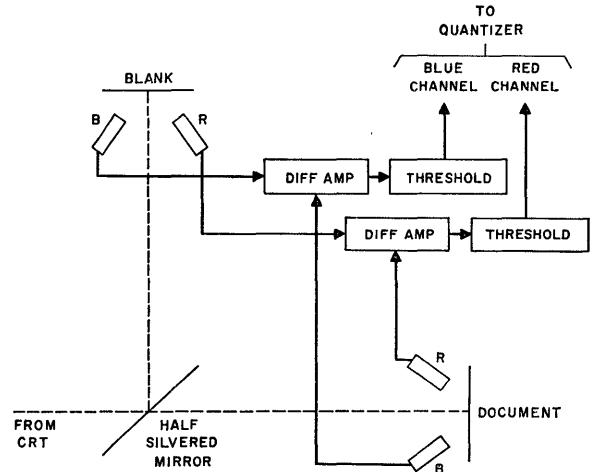 TO
QUANTIZER
BLUE
CHANNEL
RED
CHANNEL
BLANK
B
R
DIFF AMP
THRESHOLD
DIFF AMP
THRESHOLD
R
DOCUMENT
FROM
CRT
HALF
SILVERED
MIRROR
B